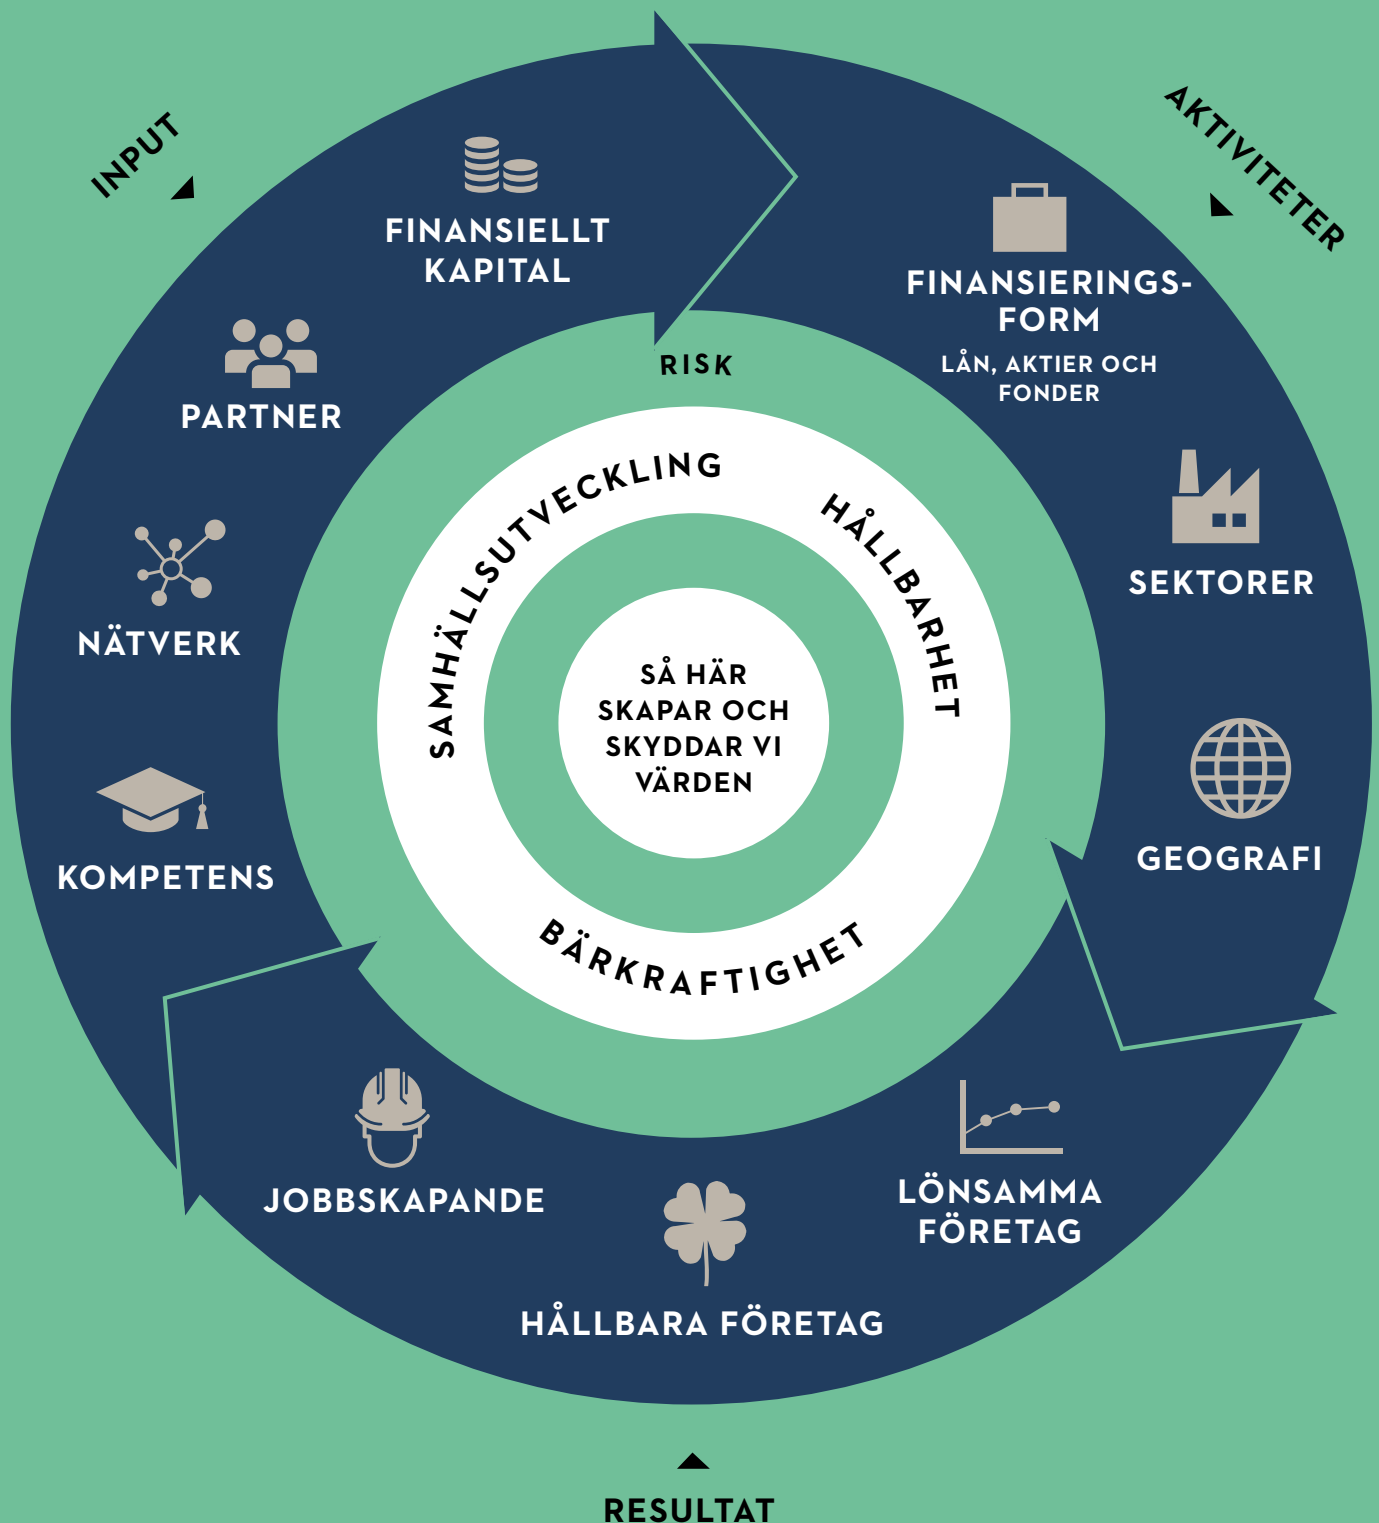 INPUT
AKTIVITETER
FINANSIELLT
KAPITAL
FINANSIERINGS-
FORM
LÅN, AKTIER OCH
FONDER
PARTNER
RISK
SAMHÄLLSUTVECKLING
HÅLLBARHET
SEKTORER
NÄTVERK
SÅ HÄR
SKAPAR OCH
SKYDDAR VI
VÄRDEN
GEOGRAFI
KOMPETENS
BÄRKRAFTIGHET
JOBBSKAPANDE
LÖNSAMMA
FÖRETAG
HÅLLBARA FÖRETAG
RESULTAT